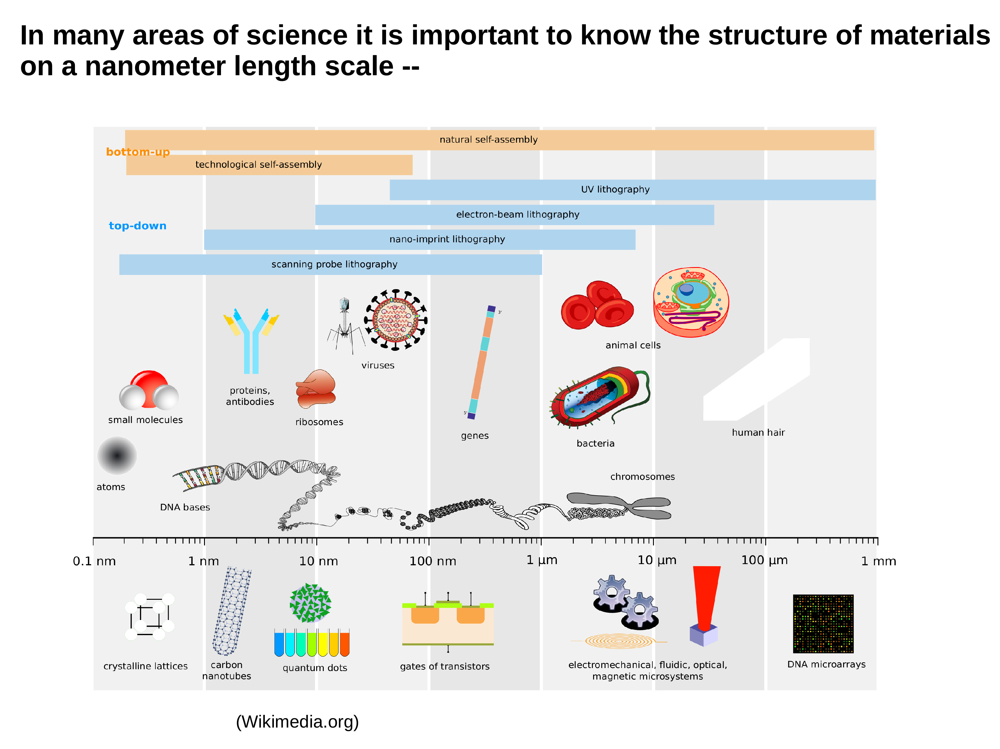 In many areas of science it is important to know the structure of materials
on a nanometer length scale --
natural self-assembly
bottom-up
technological self-assembly
UV lithography
electron-beam lithography
top-down
nano-imprint lithography
scanning probe lithography
3'
animal cells
viruses
proteins,
antibodies
5'
small molecules
ribosomes
genes
human hair
bacteria
chromosomes
atoms
DNA bases
0.1 nm
1 nm
10 nm
100 nm
1 µm
10 µm
100 µm
1 mm
crystalline lattices
carbon
nanotubes
quantum dots
gates of transistors
electromechanical, fluidic, optical,
magnetic microsystems
DNA microarrays
(Wikimedia.org)